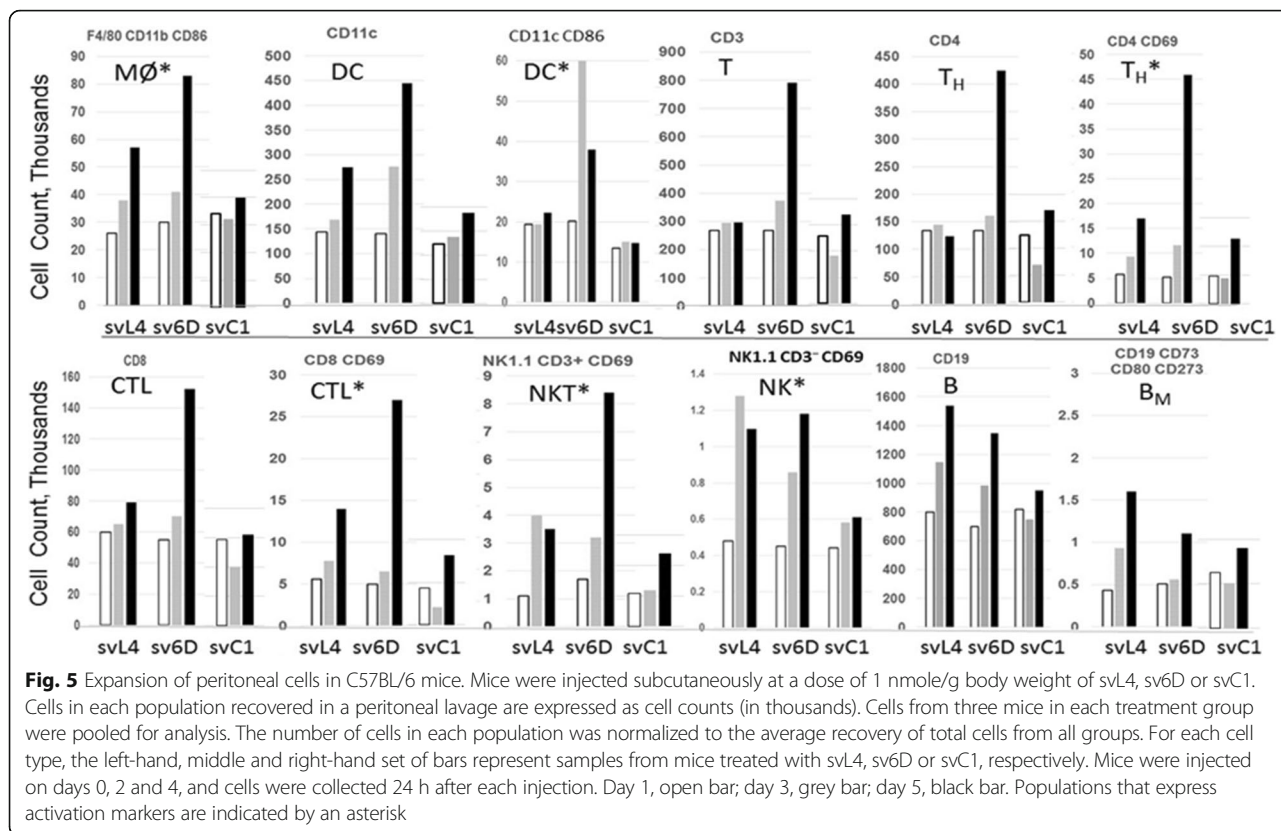 F4/80 CD11b CD86
CD11c
CD11c CD86
CD3
CD4
CD4 CD69
MØ*
DC
DC*
T
TH
TH*
Cell Count, Thousands
90
80
70
60
50
40
30
20
10
0
500
450
400
350
300
250
200
150
100
50
0
60
50
40
30
20
10
0
900
800
700
600
500
400
300
200
100
0
450
400
350
300
250
200
150
100
50
0
50
45
40
35
30
25
20
15
10
5
0
svL4 sv6D svC1
svL4 sv6D svC1
svL4 sv6D svC1
svL4 sv6D svC1
svL4 sv6D svC1
svL4 sv6D svC1
CD8
CD8 CD69
NK1.1 CD3+ CD69
NK1.1 CD3⁻ CD69
CD19
CD19 CD73
CD80 CD273
CTL
CTL*
NKT*
NK*
B
BM
Cell Count, Thousands
160
140
120
100
80
60
40
20
0
30
25
20
15
10
5
0
9
8
7
6
5
4
3
2
1
0
1.4
1.2
1
0.8
0.6
0.4
0.2
0
1800
1600
1400
1200
1000
800
600
400
200
0
3
2.5
2
1.5
1
0.5
0
svL4 sv6D svC1
svL4 sv6D svC1
svL4 sv6D svC1
svL4 sv6D svC1
svL4 sv6D svC1
svL4 sv6D svC1
Fig. 5 Expansion of peritoneal cells in C57BL/6 mice. Mice were injected subcutaneously at a dose of 1 nmole/g body weight of svL4, sv6D or svC1.
Cells in each population recovered in a peritoneal lavage are expressed as cell counts (in thousands). Cells from three mice in each treatment group
were pooled for analysis. The number of cells in each population was normalized to the average recovery of total cells from all groups. For each cell
type, the left-hand, middle and right-hand set of bars represent samples from mice treated with svL4, sv6D or svC1, respectively. Mice were injected
on days 0, 2 and 4, and cells were collected 24 h after each injection. Day 1, open bar; day 3, grey bar; day 5, black bar. Populations that express
activation markers are indicated by an asterisk